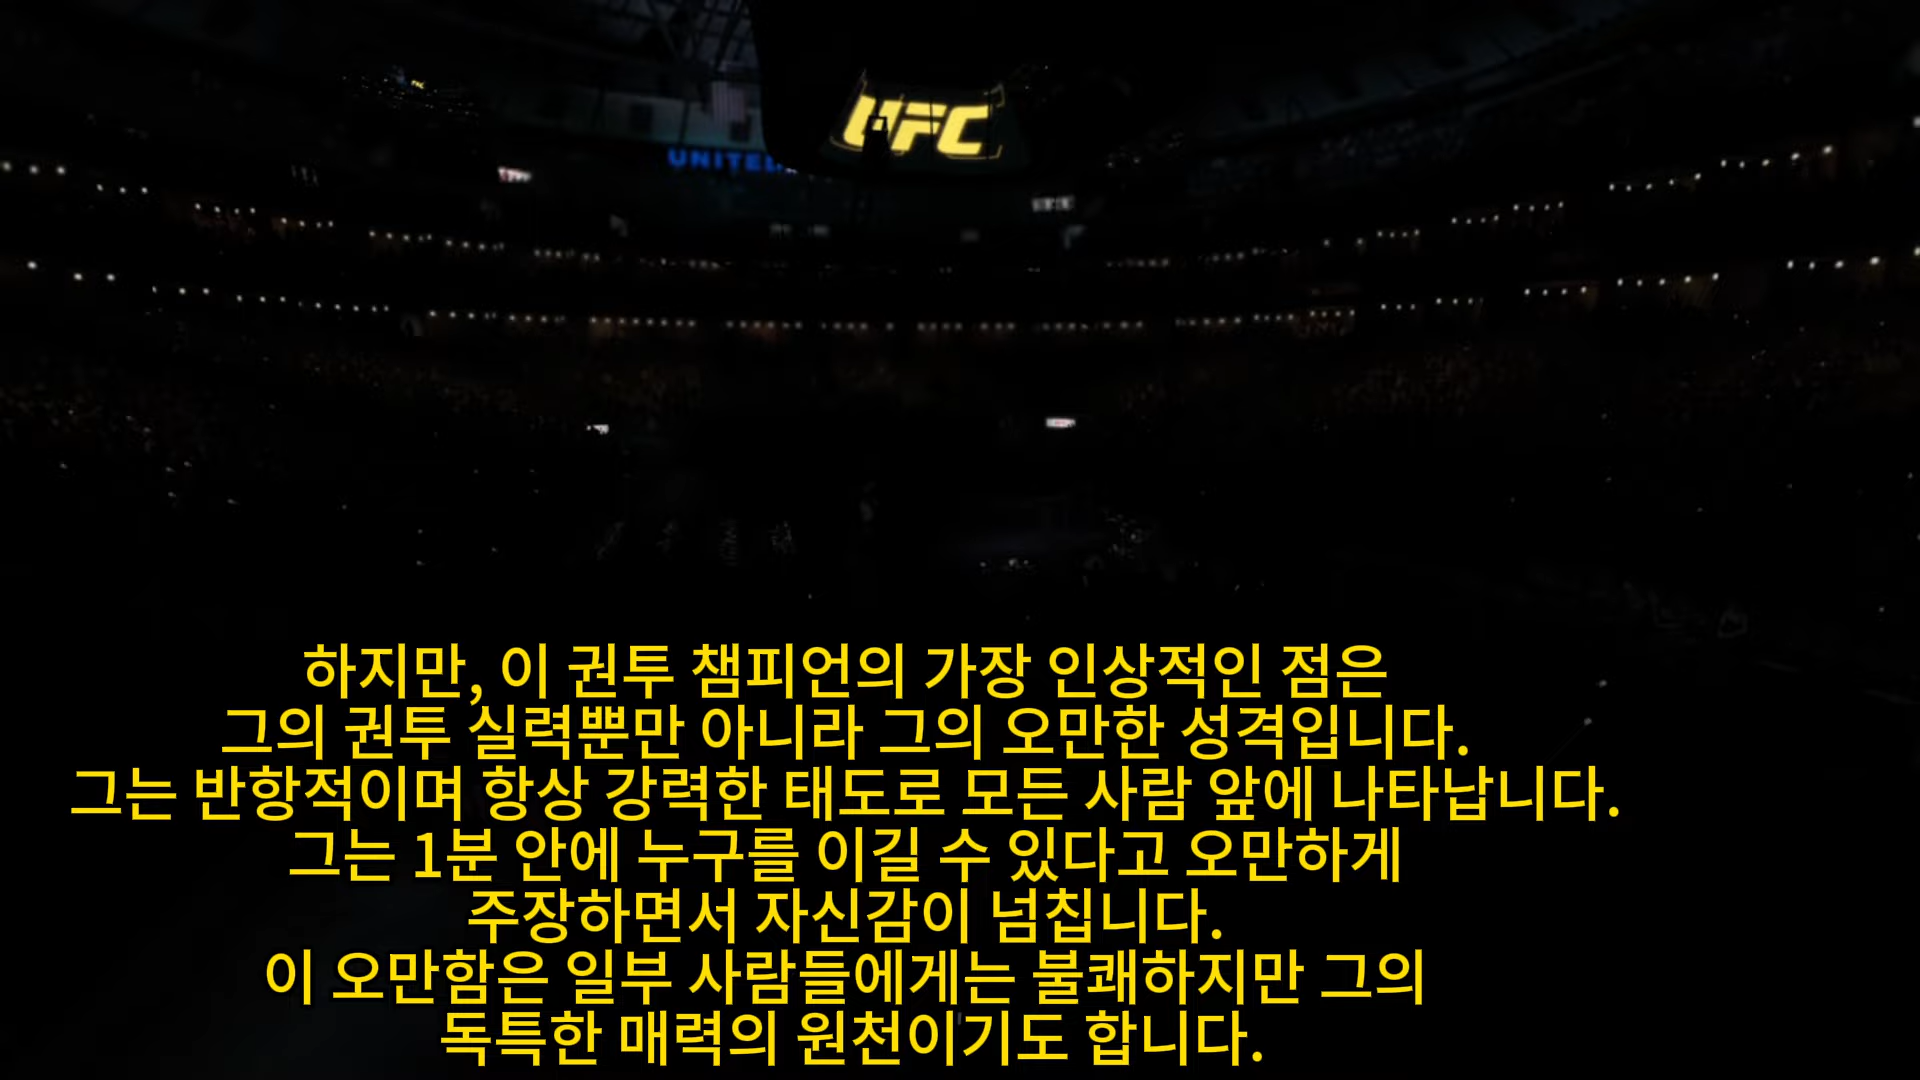 UFC
UNITED
하지만, 이 권투 챔피언의 가장 인상적인 점은
그의 권투 실력뿐만 아니라 그의 오만한 성격입니다.
그는 반항적이며 항상 강력한 태도로 모든 사람 앞에 나타납니다.
그는 1분 안에 누구를 이길 수 있다고 오만하게
주장하면서 자신감이 넘칩니다.
이 오만함은 일부 사람들에게는 불쾌하지만 그의
독특한 매력의 원천이기도 합니다.